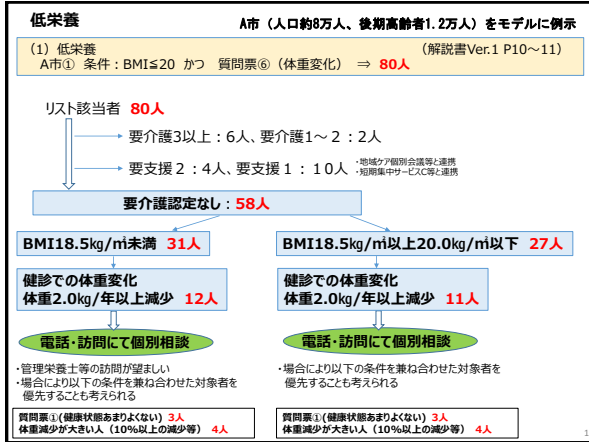 低栄養
A市（人口約8万人、後期高齢者1.2万人）をモデルに例示
（1）低栄養
（解説書Ver.1 P10～11）
A市① 条件：BMI≦20 かつ 質問票⑥（体重変化） ⇒ 80人
リスト該当者 80人
要介護3以上：6人、要介護1～2：2人
要支援2：4人、要支援1：10人
・地域ケア個別会議等と連携
・短期集中サービスC等と連携
要介護認定なし：58人
BMI18.5kg/㎡未満 31人
BMI18.5kg/㎡以上20.0kg/㎡以下 27人
健診での体重変化
体重2.0kg/年以上減少 12人
健診での体重変化
体重2.0kg/年以上減少 11人
電話・訪問にて個別相談
電話・訪問にて個別相談
・管理栄養士等の訪問が望ましい
・場合により以下の条件を兼ね合わせた対象者を
優先することも考えられる
・場合により以下の条件を兼ね合わせた対象者を
優先することも考えられる
質問票①(健康状態あまりよくない) 3人
体重減少が大きい人（10％以上の減少等） 4人
質問票①(健康状態あまりよくない) 3人
体重減少が大きい人（10％以上の減少等） 4人
1